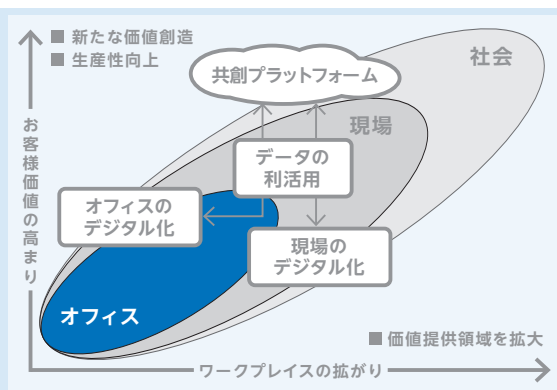 ■ 新たな価値創造
■ 生産性向上
社会
共創プラットフォーム
現場
お客様価値の高まり
データの
利活用
オフィスの
デジタル化
現場の
デジタル化
オフィス
■ 価値提供領域を拡大
ワークプレイスの拡がり